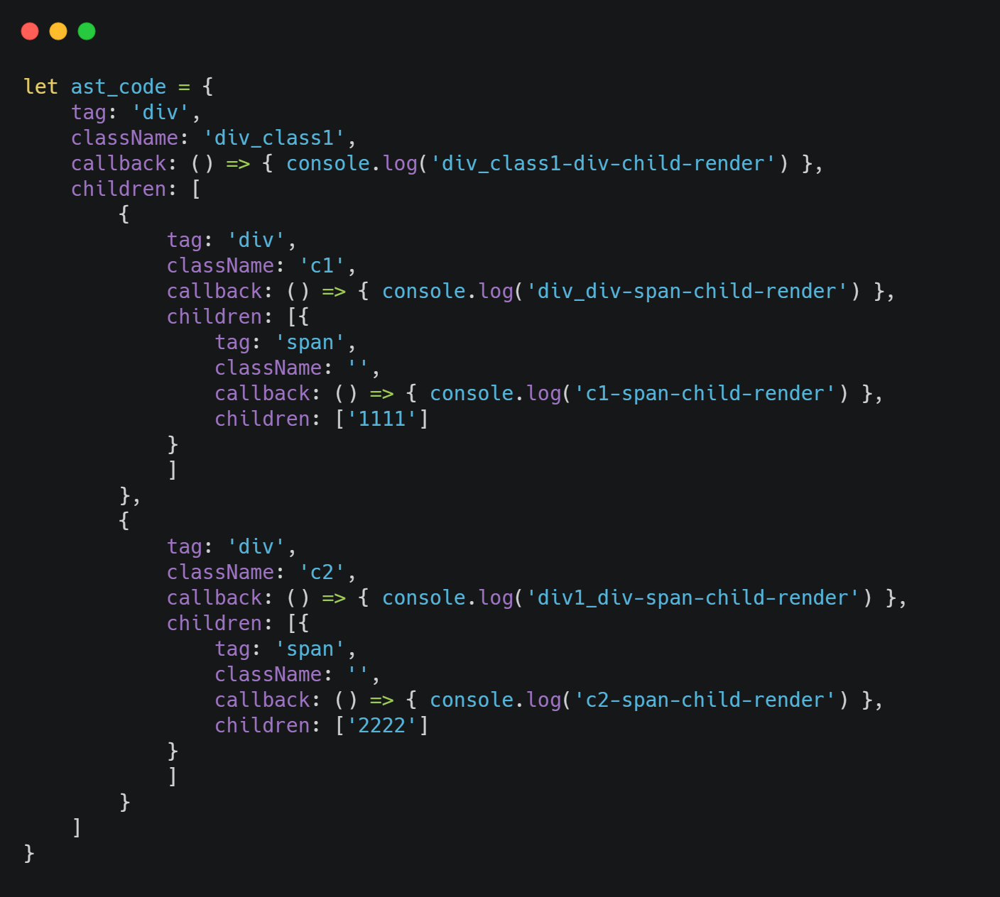 let ast_code = {
    tag: 'div',
    className: 'div_class1',
    callback: () => { console.log('div_class1-div-child-render') },
    children: [
        {
            tag: 'div',
            className: 'c1',
            callback: () => { console.log('div_div-span-child-render') },
            children: [{
                tag: 'span',
                className: '',
                callback: () => { console.log('c1-span-child-render') },
                children: ['1111']
            }
            ]
        },
        {
            tag: 'div',
            className: 'c2',
            callback: () => { console.log('div1_div-span-child-render') },
            children: [{
                tag: 'span',
                className: '',
                callback: () => { console.log('c2-span-child-render') },
                children: ['2222']
            }
            ]
        }
    ]
}